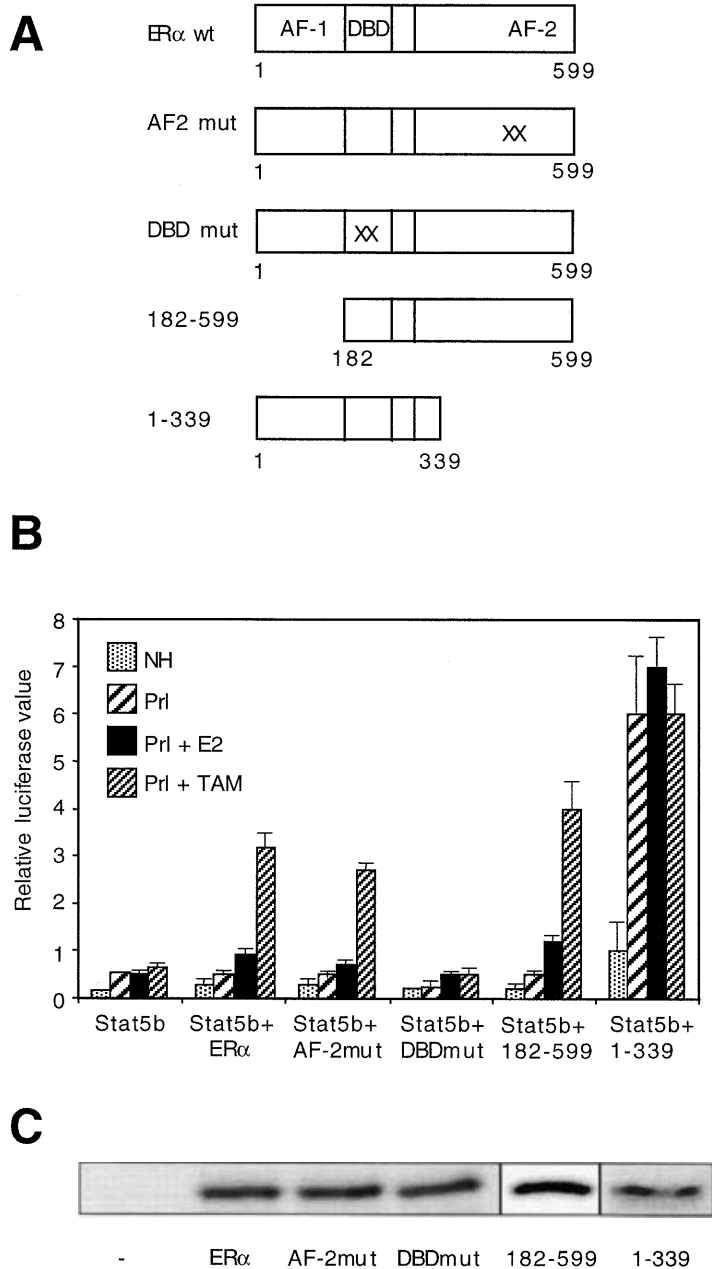 A
ERα wt
AF-1 DBD AF-2
1 599
AF2 mut
XX
1 599
DBD mut
XX
1 599
182-599
182 599
1-339
1 339
B
Relative luciferase value
8
7
6
5
4
3
2
1
0
NH
Prl
Prl + E2
Prl + TAM
Stat5b Stat5b+ Stat5b+ Stat5b+ Stat5b+ Stat5b+
ERα AF-2mut DBDmut 182-599 1-339
C
- ERα AF-2mut DBDmut 182-599 1-339